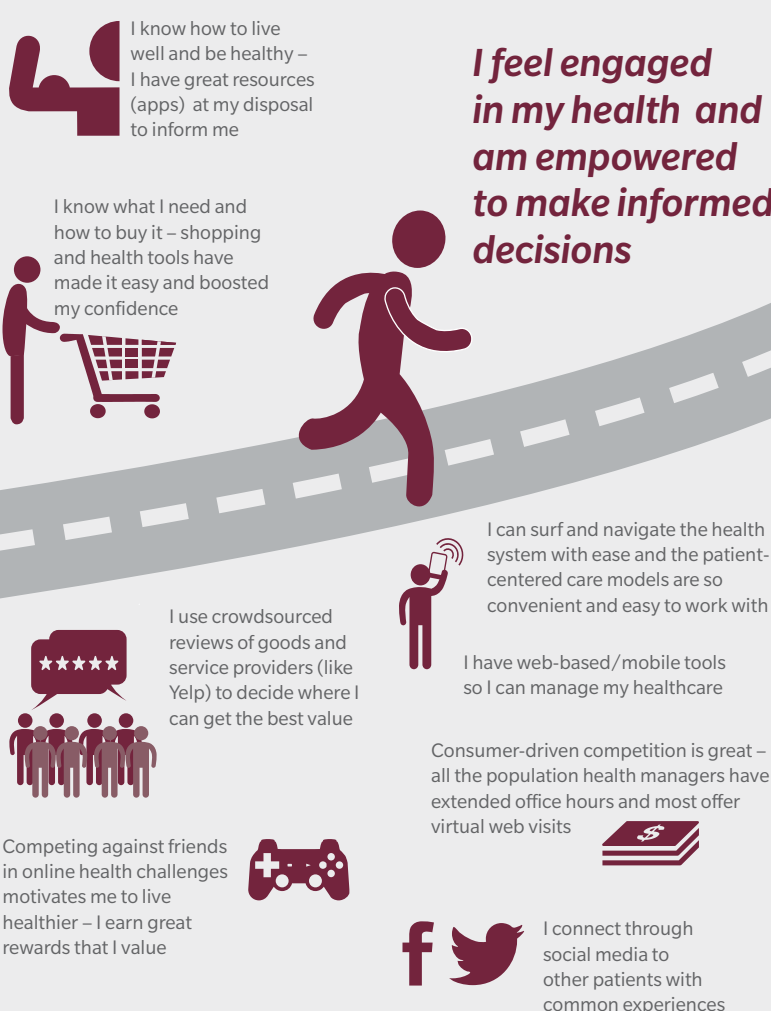 I know how to live
well and be healthy –
I have great resources
(apps) at my disposal
to inform me
I feel engaged
in my health and
am empowered
to make informed
decisions
I know what I need and
how to buy it – shopping
and health tools have
made it easy and boosted
my confidence
I can surf and navigate the health
system with ease and the patient-
centered care models are so
convenient and easy to work with
I have web-based/mobile tools
so I can manage my healthcare
I use crowdsourced
reviews of goods and
service providers (like
Yelp) to decide where I
can get the best value
Consumer-driven competition is great –
all the population health managers have
extended office hours and most offer
virtual web visits
$
Competing against friends
in online health challenges
motivates me to live
healthier – I earn great
rewards that I value
f
I connect through
social media to
other patients with
common experiences